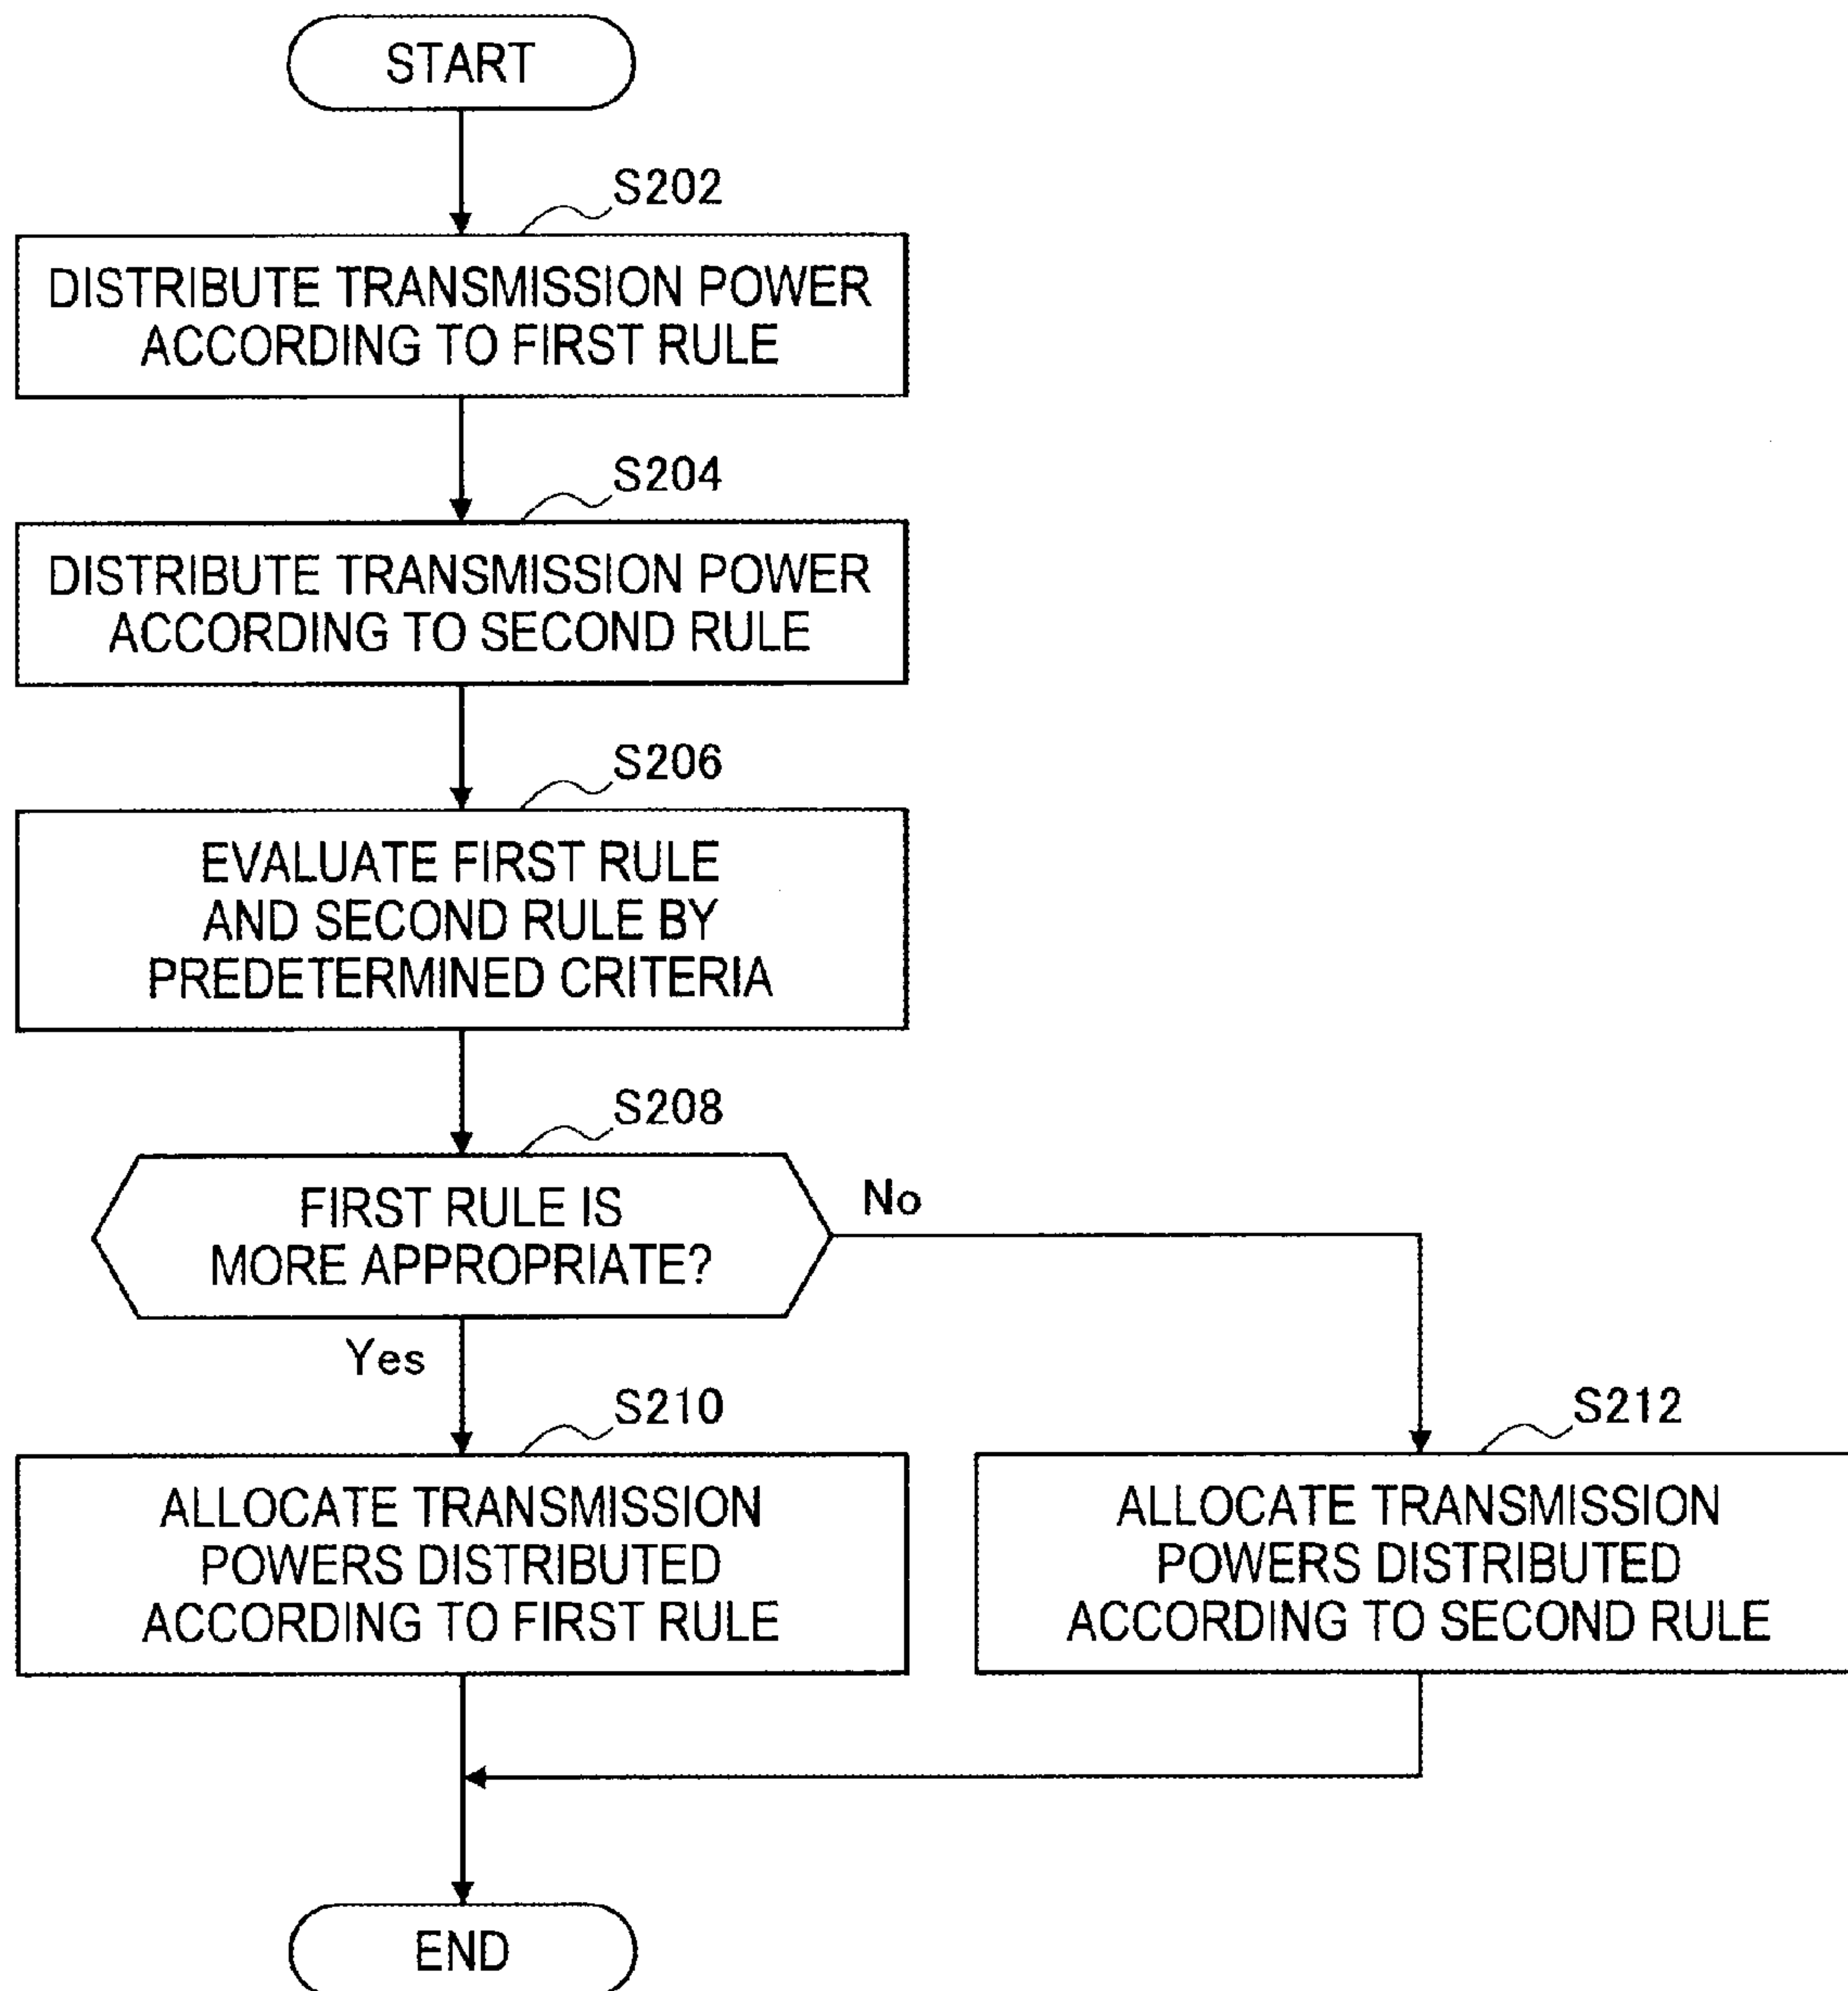 START
S202
DISTRIBUTE TRANSMISSION POWER
ACCORDING TO FIRST RULE
S204
DISTRIBUTE TRANSMISSION POWER
ACCORDING TO SECOND RULE
S206
EVALUATE FIRST RULE
AND SECOND RULE BY
PREDETERMINED CRITERIA
S208
FIRST RULE IS
MORE APPROPRIATE?
No
Yes
S210
ALLOCATE TRANSMISSION
POWERS DISTRIBUTED
ACCORDING TO FIRST RULE
S212
ALLOCATE TRANSMISSION
POWERS DISTRIBUTED
ACCORDING TO SECOND RULE
END